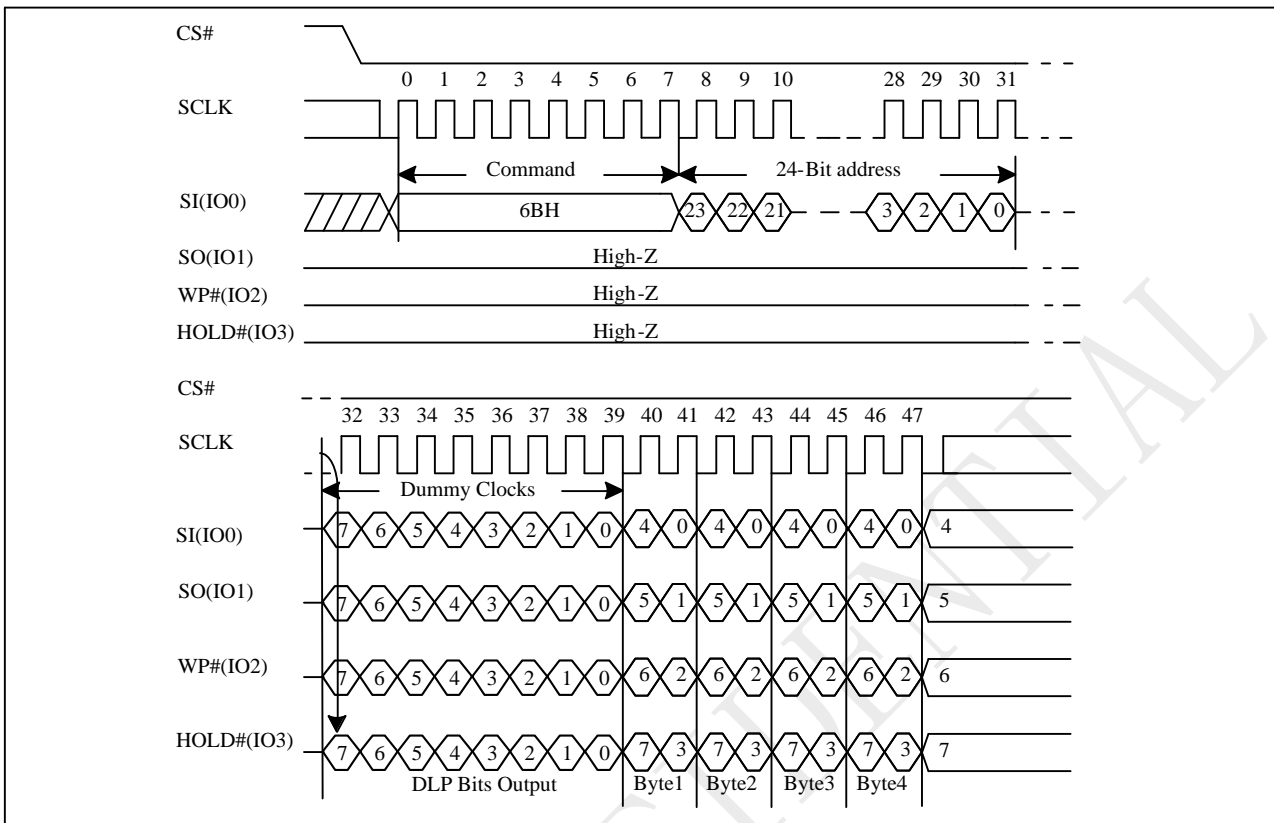 CS#
0 1 2 3 4 5 6 7 8 9 10 28 29 30 31
SCLK
Command 24-Bit address
SI(IO0) 6BH 23 22 21 3 2 1 0
SO(IO1) High-Z
WP#(IO2) High-Z
HOLD#(IO3) High-Z
CS#
32 33 34 35 36 37 38 39 40 41 42 43 44 45 46 47
SCLK
Dummy Clocks
SI(IO0) 7 6 5 4 3 2 1 0 4 0 4 0 4 0 4 0 4
SO(IO1) 7 6 5 4 3 2 1 0 5 1 5 1 5 1 5 1 5
WP#(IO2) 7 6 5 4 3 2 1 0 6 2 6 2 6 2 6 2 6
HOLD#(IO3) 7 6 5 4 3 2 1 0 7 3 7 3 7 3 7 3 7
DLP Bits Output Byte1 Byte2 Byte3 Byte4
IDENTIAL